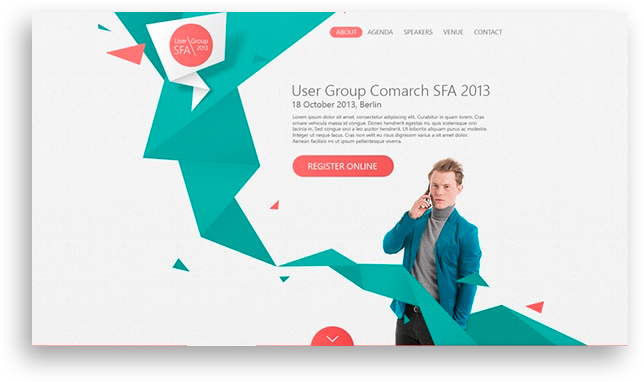 User Group
SFA 2013
ABOUT AGENDA SPEAKERS VENUE CONTACT
User Group Comarch SFA 2013
18 October 2013, Berlin
Lorem ipsum dolor sit amet, consectetur adipiscing elit. Curabitur in quam lorem. Cras
ornare vehicula massa id congue. Donec hendrerit egestas mi, quis scelerisque orci
lacinia in. Sed congue orci a leo auctor hendrerit. Ut lobortis aliquam purus ac molestie.
Integer ut neque lacus. Cras non velit eu risus dignissim varius a sit amet dolor.
Aenean facilisis mi ut ipsum pellentesque viverra.
REGISTER ONLINE